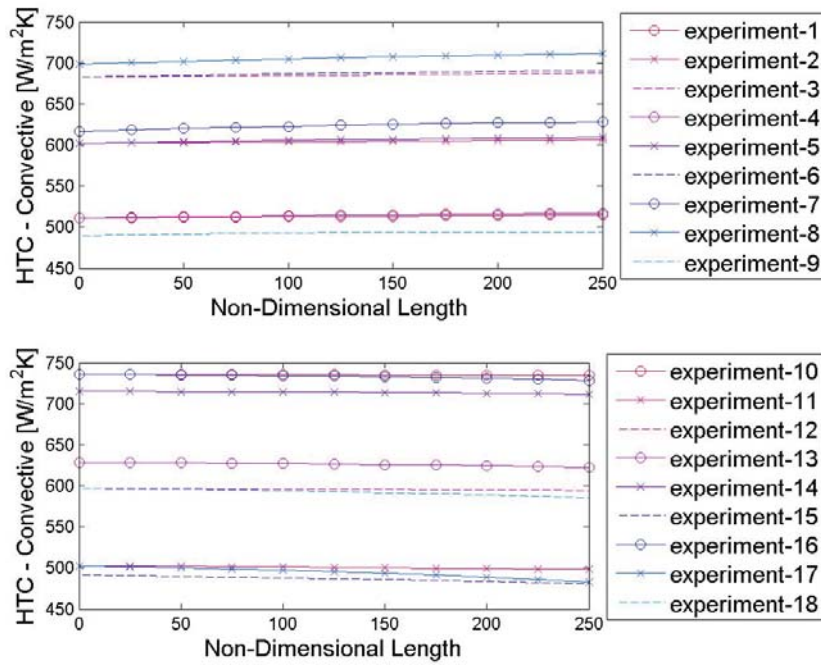 HTC - Convective [W/m²K]
750
700
650
600
550
500
450
0 50 100 150 200 250
Non-Dimensional Length
experiment-1
experiment-2
experiment-3
experiment-4
experiment-5
experiment-6
experiment-7
experiment-8
experiment-9
HTC - Convective [W/m²K]
750
700
650
600
550
500
450
0 50 100 150 200 250
Non-Dimensional Length
experiment-10
experiment-11
experiment-12
experiment-13
experiment-14
experiment-15
experiment-16
experiment-17
experiment-18